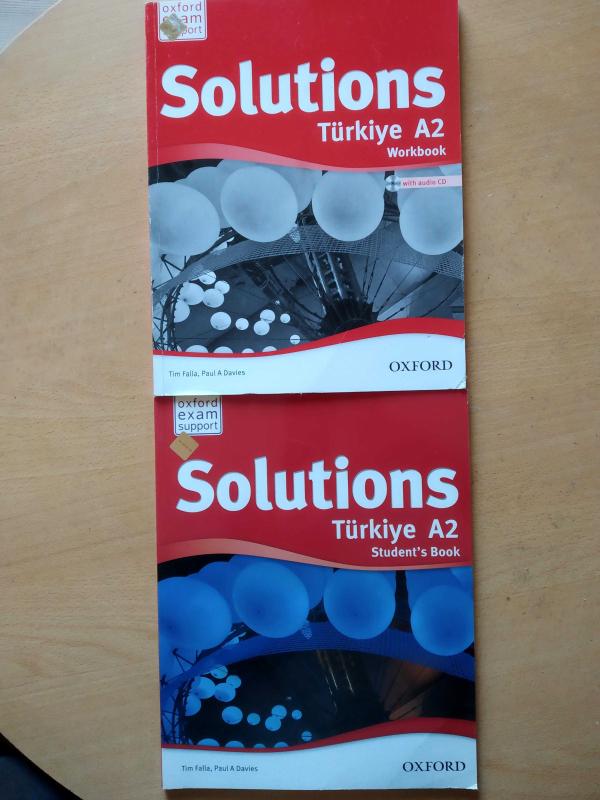 oxford
exam
support
Solutions
Türkiye A2
Workbook
with audio CD
Tim Falla, Paul A Davies
OXFORD
oxford
exam
support
Solutions
Türkiye A2
Student's Book
Tim Falla, Paul A Davies
OXFORD